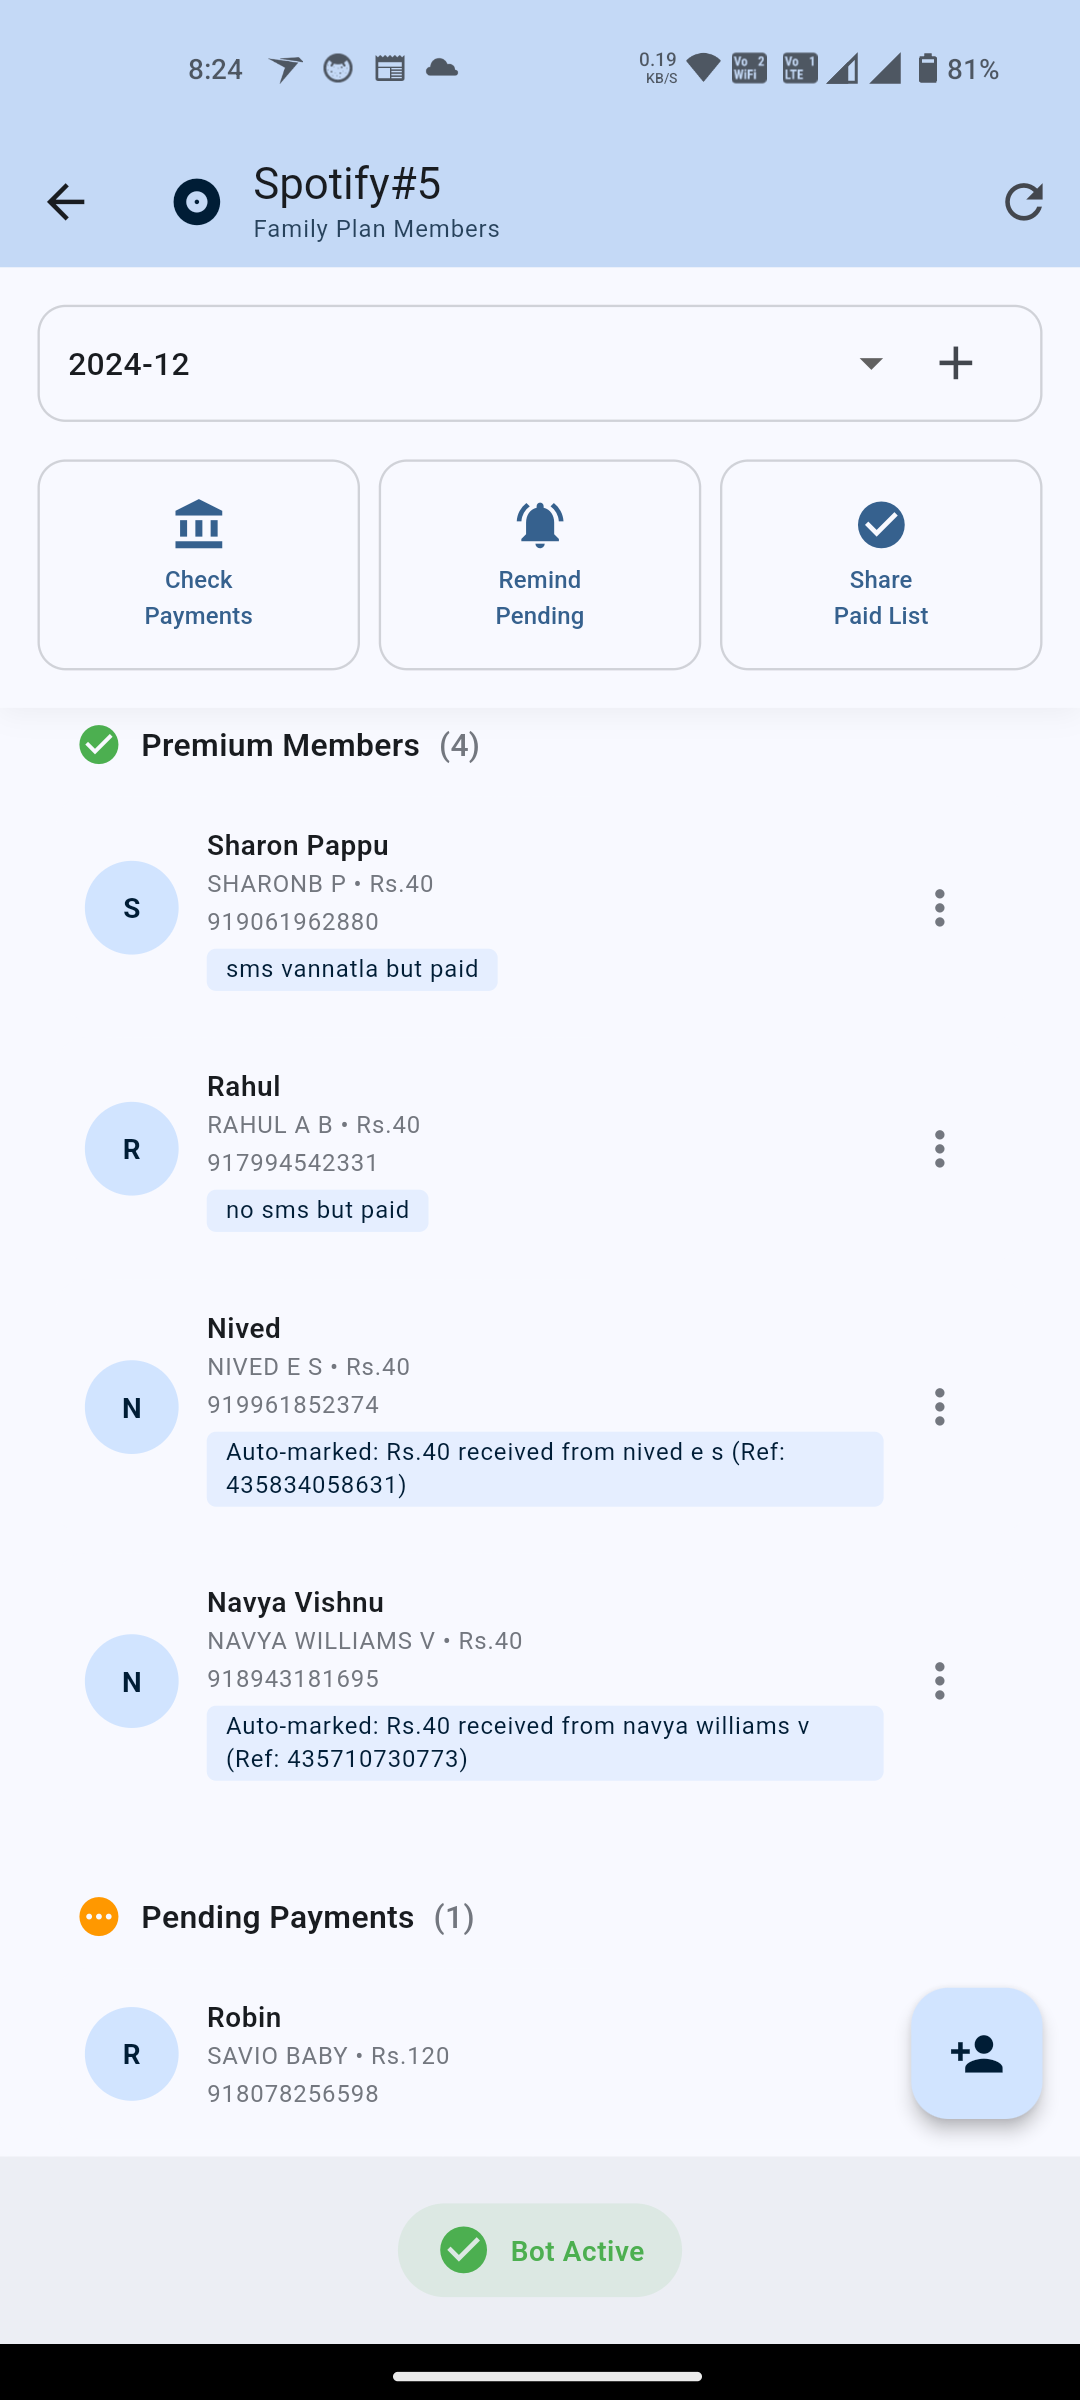 8:24
0.19
KB/S
Vo 2
WiFi
Vo 1
LTE
81%
Spotify#5
Family Plan Members
2024-12
Check
Payments
Remind
Pending
Share
Paid List
Premium Members (4)
Sharon Pappu
S
SHARONB P • Rs.40
919061962880
sms vannatla but paid
Rahul
R
RAHUL A B • Rs.40
917994542331
no sms but paid
Nived
N
NIVED E S • Rs.40
919961852374
Auto-marked: Rs.40 received from nived e s (Ref:
435834058631)
Navya Vishnu
N
NAVYA WILLIAMS V • Rs.40
918943181695
Auto-marked: Rs.40 received from navya williams v
(Ref: 435710730773)
Pending Payments (1)
Robin
R
SAVIO BABY • Rs.120
918078256598
Bot Active